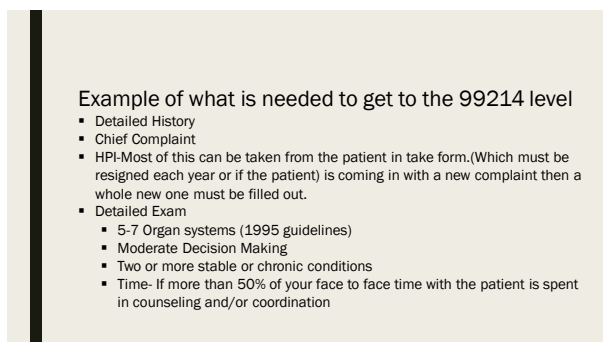 Example of what is needed to get to the 99214 level
▪ Detailed History
▪ Chief Complaint
▪ HPI-Most of this can be taken from the patient in take form.(Which must be
resigned each year or if the patient) is coming in with a new complaint then a
whole new one must be filled out.
▪ Detailed Exam
▪ 5-7 Organ systems (1995 guidelines)
▪ Moderate Decision Making
▪ Two or more stable or chronic conditions
▪ Time- If more than 50% of your face to face time with the patient is spent
in counseling and/or coordination